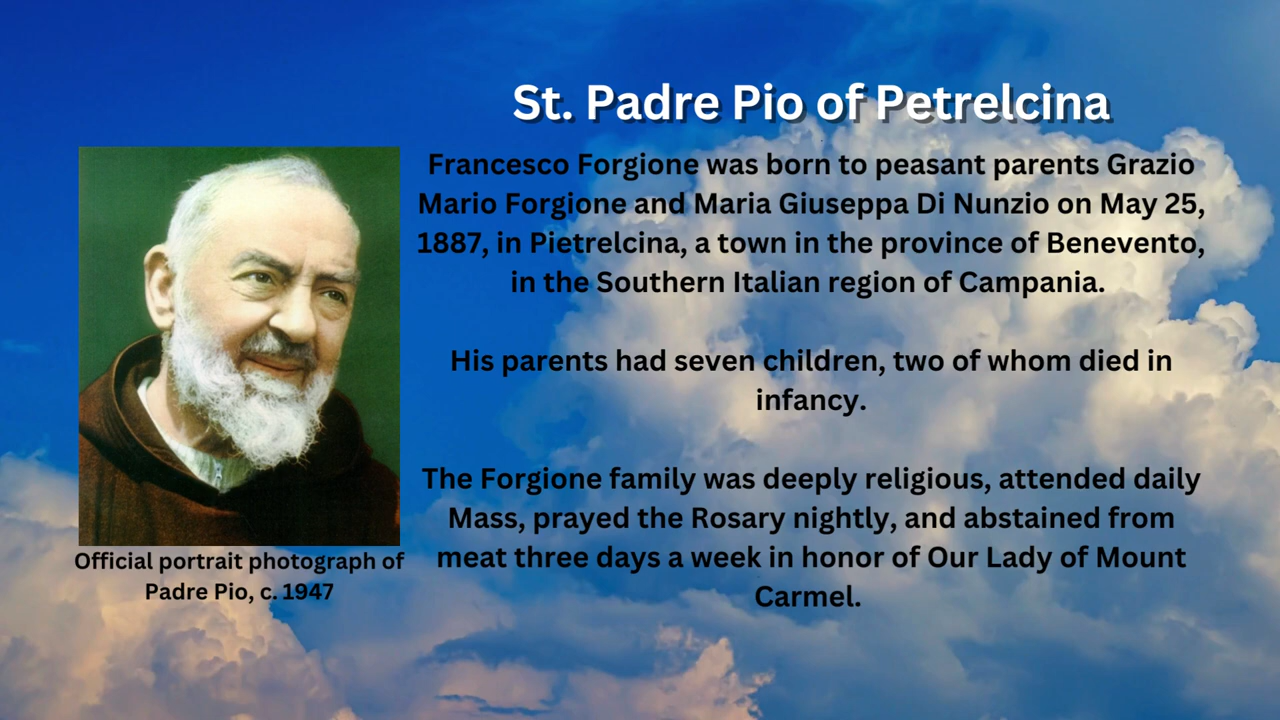 St. Padre Pio of Petrelcina
Francesco Forgione was born to peasant parents Grazio
Mario Forgione and Maria Giuseppa Di Nunzio on May 25,
1887, in Pietrelcina, a town in the province of Benevento,
in the Southern Italian region of Campania.
His parents had seven children, two of whom died in
infancy.
The Forgione family was deeply religious, attended daily
Mass, prayed the Rosary nightly, and abstained from
meat three days a week in honor of Our Lady of Mount
Carmel.
Official portrait photograph of
Padre Pio, c. 1947